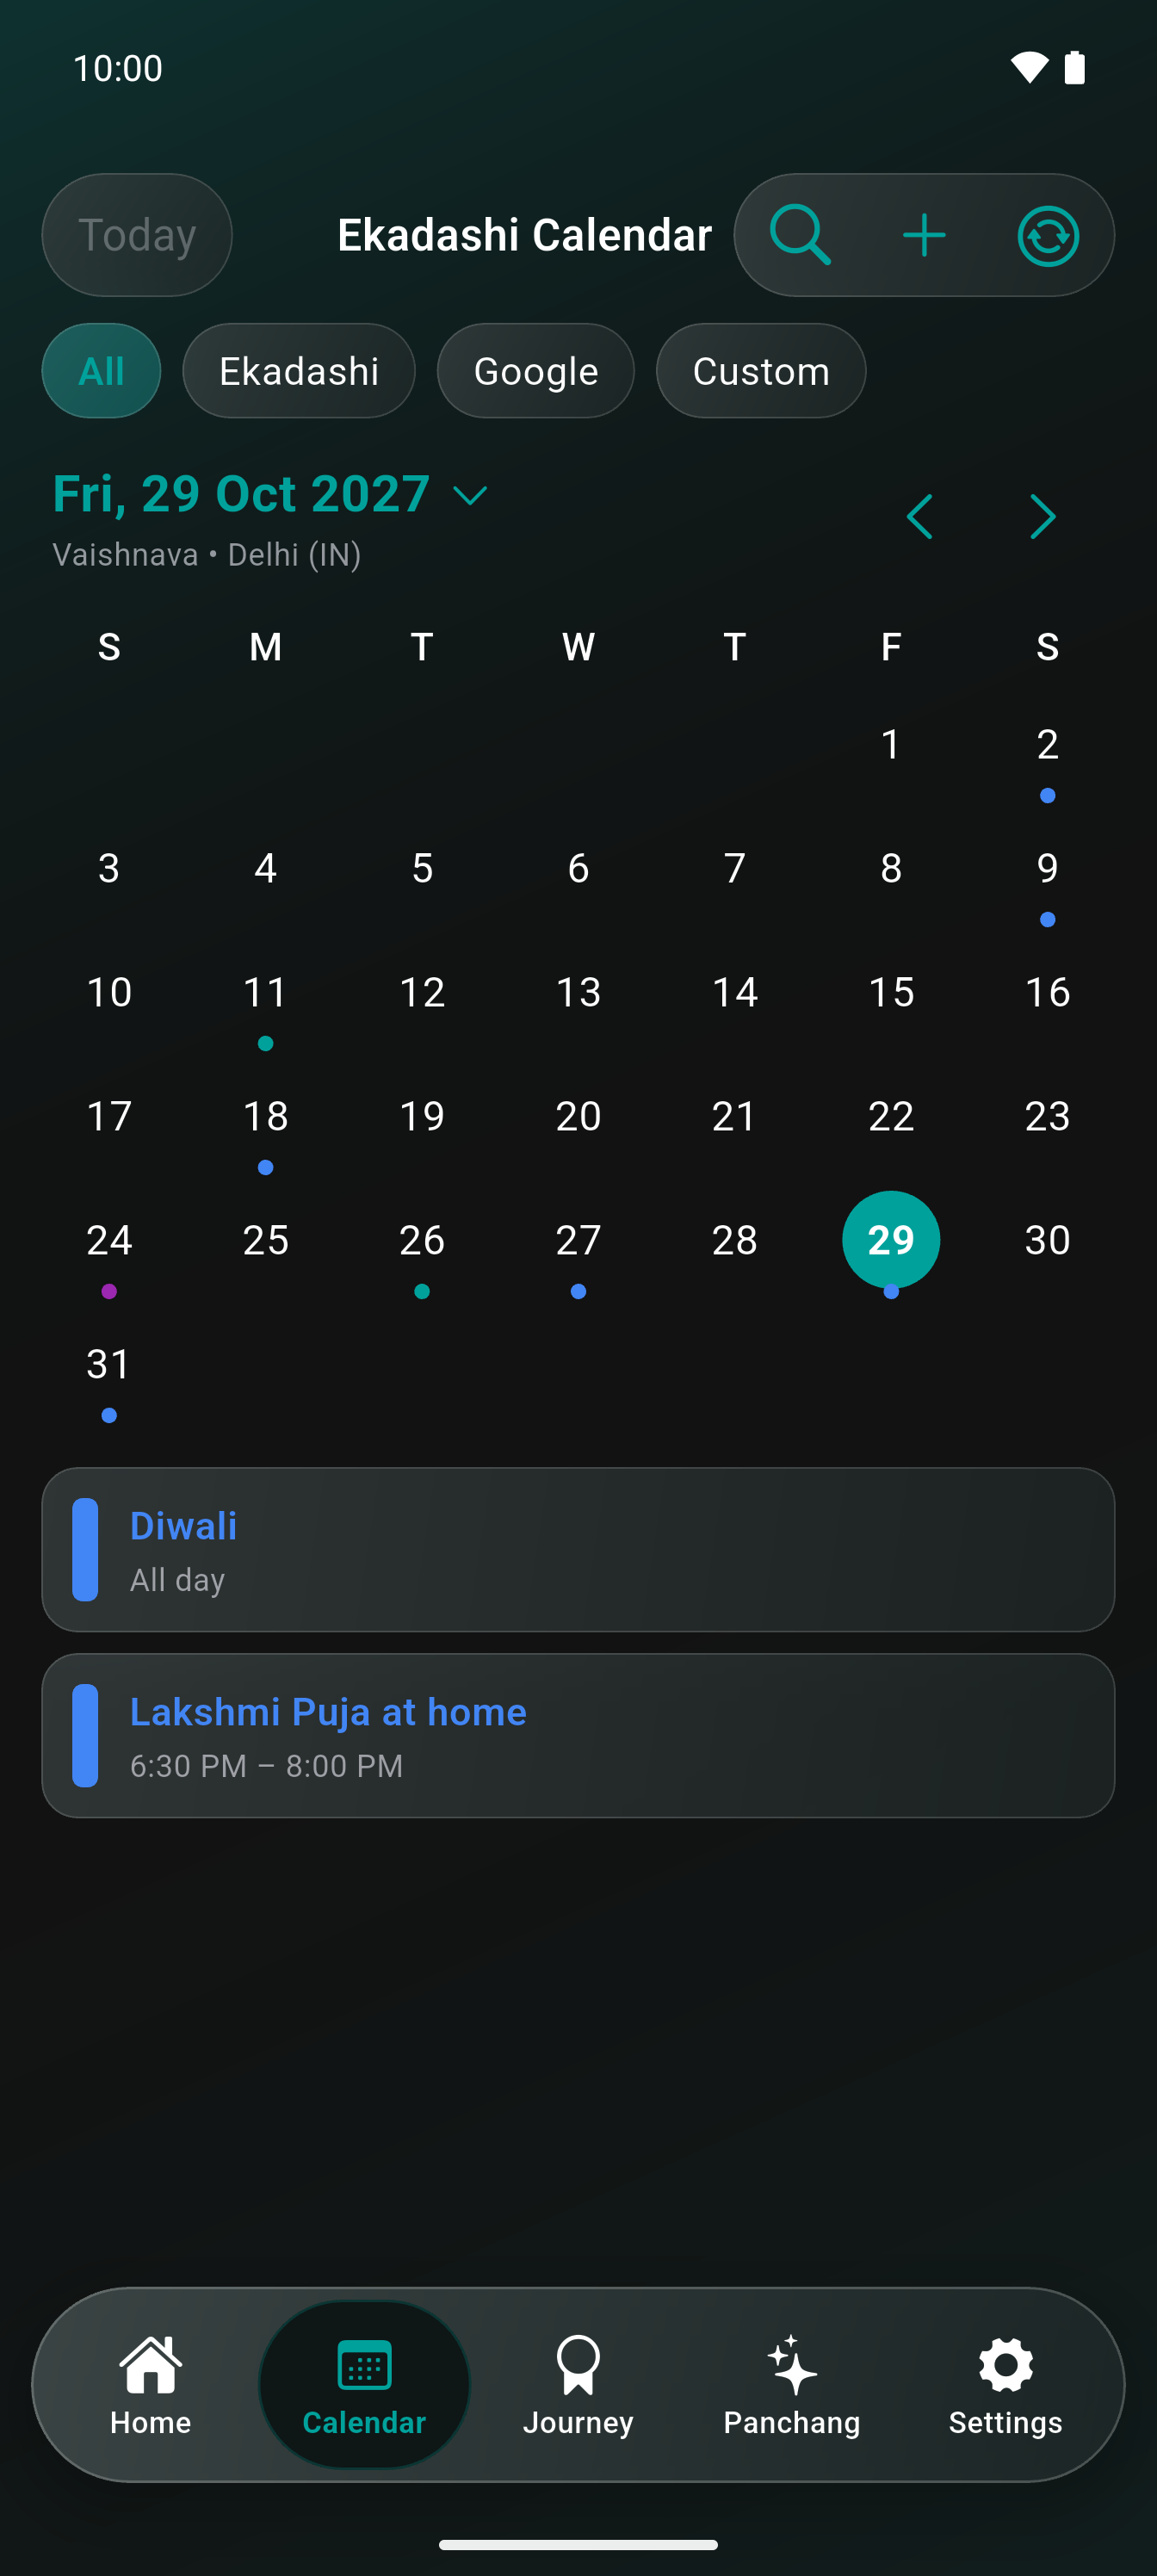 10:00
Today
Ekadashi Calendar
All
Ekadashi
Google
Custom
Fri, 29 Oct 2027
Vaishnava • Delhi (IN)
S M T W T F S
1 2
3 4 5 6 7 8 9
10 11 12 13 14 15 16
17 18 19 20 21 22 23
24 25 26 27 28 29 30
31
Diwali
All day
Lakshmi Puja at home
6:30 PM – 8:00 PM
Home
Calendar
Journey
Panchang
Settings